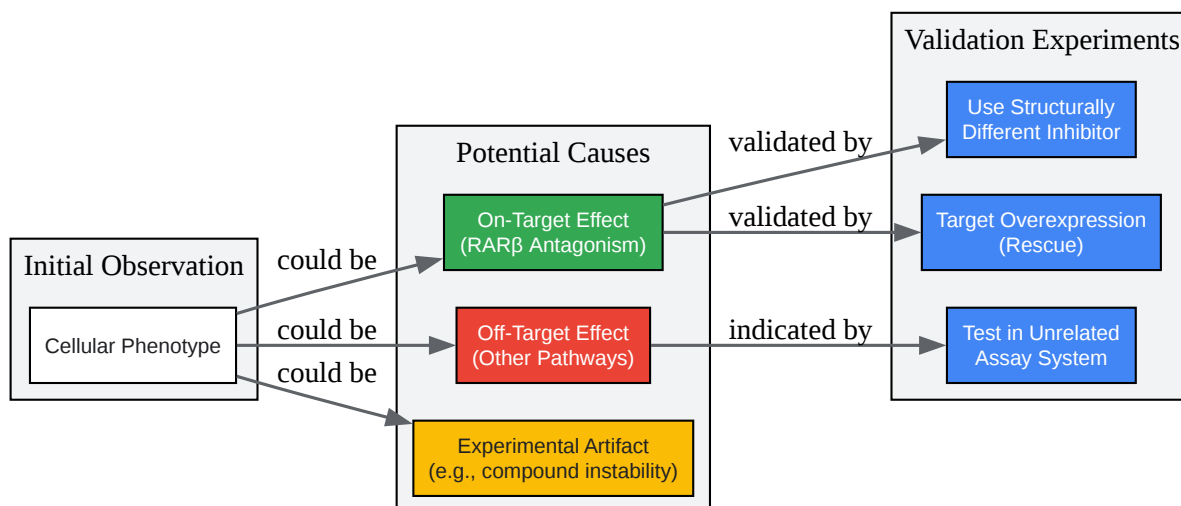 Initial Observation
Cellular Phenotype
could be
could be
could be
Potential Causes
On-Target Effect
(RARβ Antagonism)
Off-Target Effect
(Other Pathways)
Experimental Artifact
(e.g., compound instability)
validated by
validated by
indicated by
Validation Experiments
Use Structurally
Different Inhibitor
Target Overexpression
(Rescue)
Test in Unrelated
Assay System